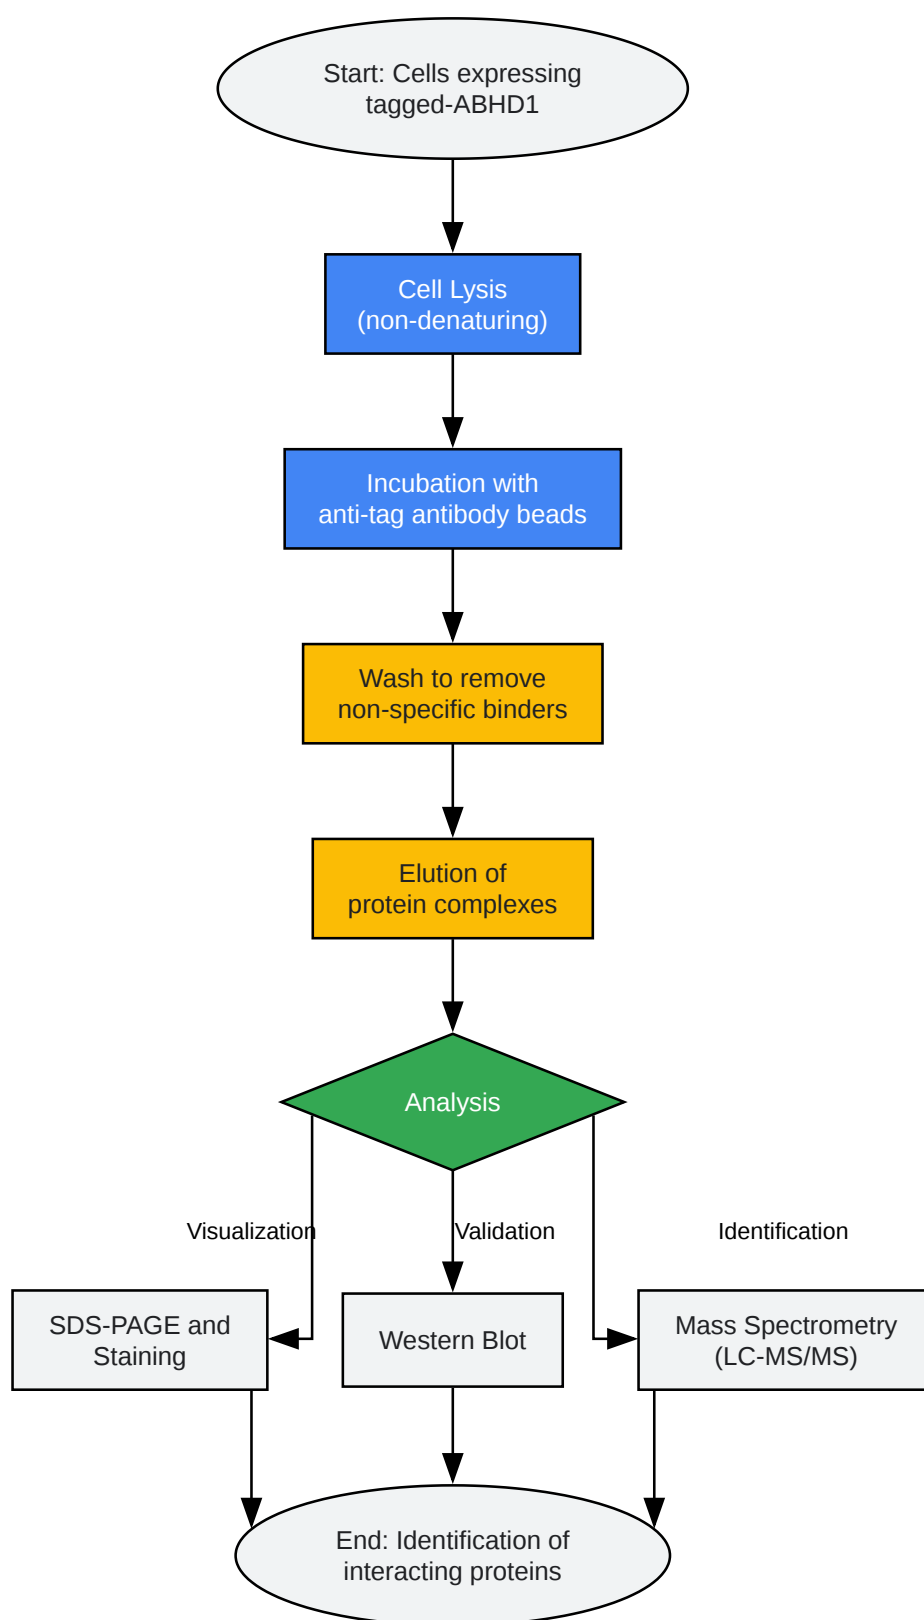 Start: Cells expressing
tagged-ABHD1
Cell Lysis
(non-denaturing)
Incubation with
anti-tag antibody beads
Wash to remove
non-specific binders
Elution of
protein complexes
Analysis
Visualization
Validation
Identification
SDS-PAGE and
Staining
Western Blot
Mass Spectrometry
(LC-MS/MS)
End: Identification of
interacting proteins